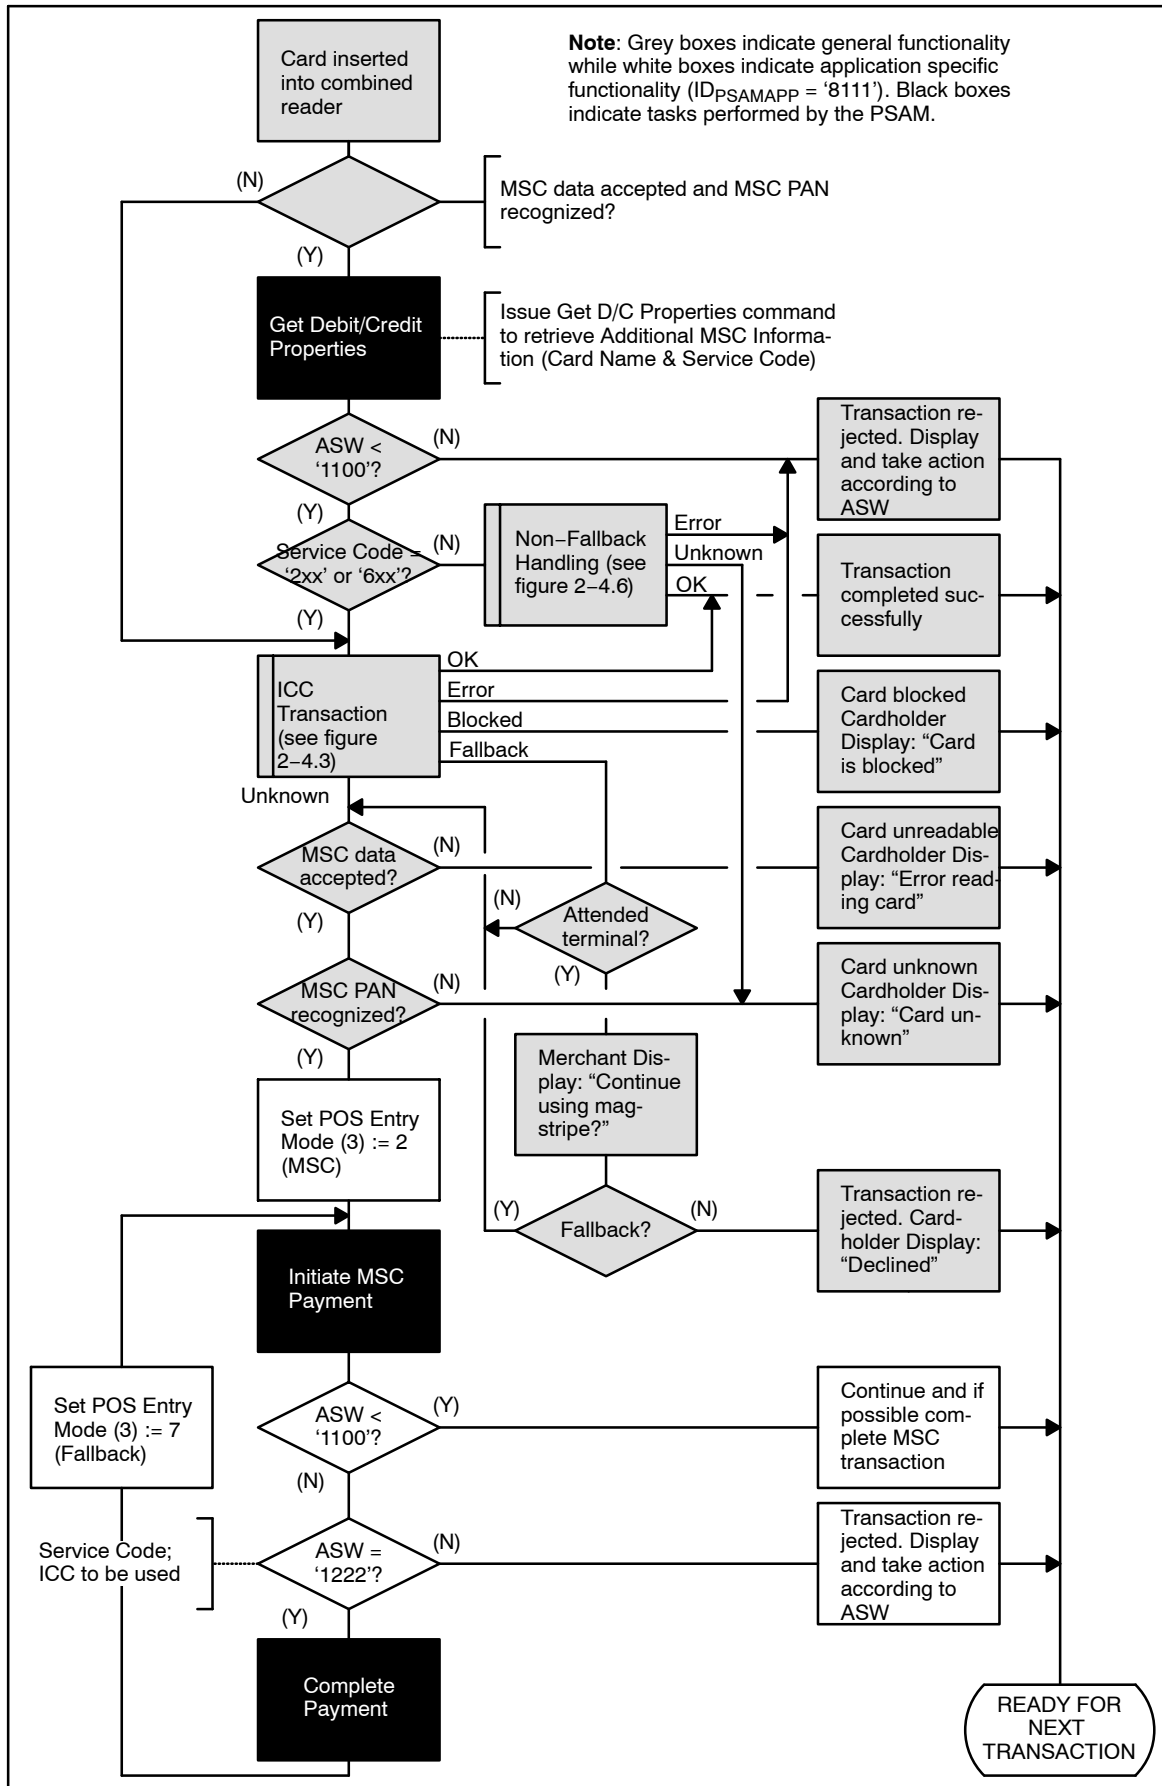 Card inserted
into combined
reader
Note: Grey boxes indicate general functionality
while white boxes indicate application specific
functionality (IDPSAMAPP = ‘8111’). Black boxes
indicate tasks performed by the PSAM.
(N)
MSC data accepted and MSC PAN
recognized?
(Y)
Get Debit/Credit
Properties
Issue Get D/C Properties command
to retrieve Additional MSC Informa-
tion (Card Name & Service Code)
ASW <
‘1100’?
(N)
Transaction re-
jected. Display
and take action
according to
ASW
(Y)
Service Code =
‘2xx’ or ‘6xx’?
(N)
Non–Fallback
Handling (see
figure 2–4.6)
Error
Unknown
OK
Transaction
completed suc-
cessfully
(Y)
ICC
Transaction
(see figure
2–4.3)
OK
Error
Blocked
Fallback
Card blocked
Cardholder
Display: “Card
is blocked”
Unknown
MSC data
accepted?
(N)
Card unreadable
Cardholder Dis-
play: “Error read-
ing card”
(Y)
(N)
Attended
terminal?
(Y)
MSC PAN
recognized?
(N)
Card unknown
Cardholder Dis-
play: “Card un-
known”
(Y)
Merchant Dis-
play: “Continue
using mag-
stripe?”
Set POS Entry
Mode (3) := 2
(MSC)
(Y)
Fallback?
(N)
Transaction re-
jected. Card-
holder Display:
“Declined”
Initiate MSC
Payment
Set POS Entry
Mode (3) := 7
(Fallback)
ASW <
‘1100’?
(Y)
Continue and if
possible com-
plete MSC
transaction
(N)
Service Code;
ICC to be used
ASW =
‘1222’?
(N)
Transaction re-
jected. Display
and take action
according to
ASW
(Y)
Complete
Payment
READY FOR
NEXT
TRANSACTION